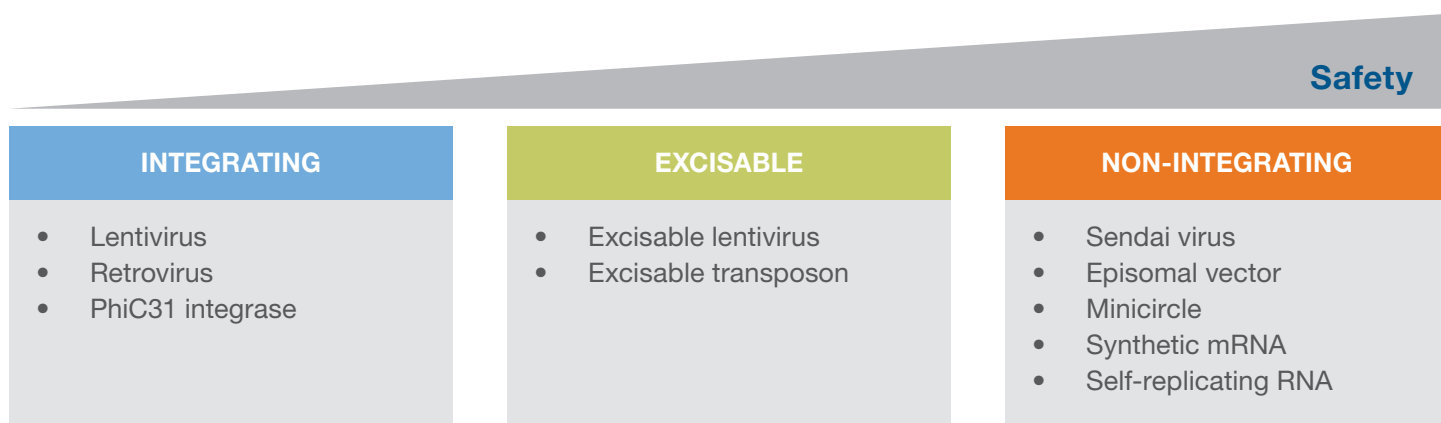 Safety
INTEGRATING
• Lentivirus
• Retrovirus
• PhiC31 integrase
EXCISABLE
• Excisable lentivirus
• Excisable transposon
NON-INTEGRATING
• Sendai virus
• Episomal vector
• Minicircle
• Synthetic mRNA
• Self-replicating RNA